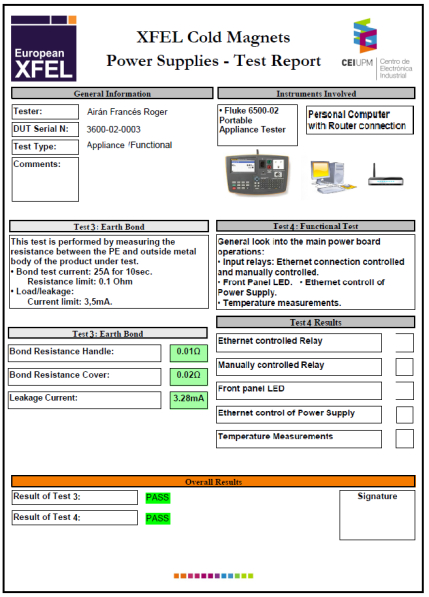 European
XFEL
XFEL Cold Magnets
Power Supplies - Test Report
CEIUPM
Centro de
Electrónica
Industrial
General Information
Tester:
Airán Francés Roger
DUT Serial N:
3600-02-0003
Test Type:
Appliance /Functional
Comments:
Instruments Involved
• Fluke 6500-02
Portable
Appliance Tester
Personal Computer
with Router connection
Test 3: Earth Bond
This test is performed by measuring the
resistance between the PE and outside metal
body of the product under test.
• Bond test current: 25A for 10sec.
Resistance limit: 0.1 Ohm
• Load/leakage:
Current limit: 3,5mA.
Test 4: Functional Test
General look into the main power board
operations:
• Input relays: Ethernet connection controlled
and manually controlled.
• Front Panel LED. • Ethernet controll of
Power Supply.
• Temperature measurements.
Test 3: Earth Bond
Bond Resistance Handle:
0.01Ω
Bond Resistance Cover:
0.02Ω
Leakage Current:
3.28mA
Test 4 Results
Ethernet controlled Relay
Manually controlled Relay
Front panel LED
Ethernet control of Power Supply
Temperature Measurements
Overall Results
Result of Test 3:
PASS
Result of Test 4:
PASS
Signature